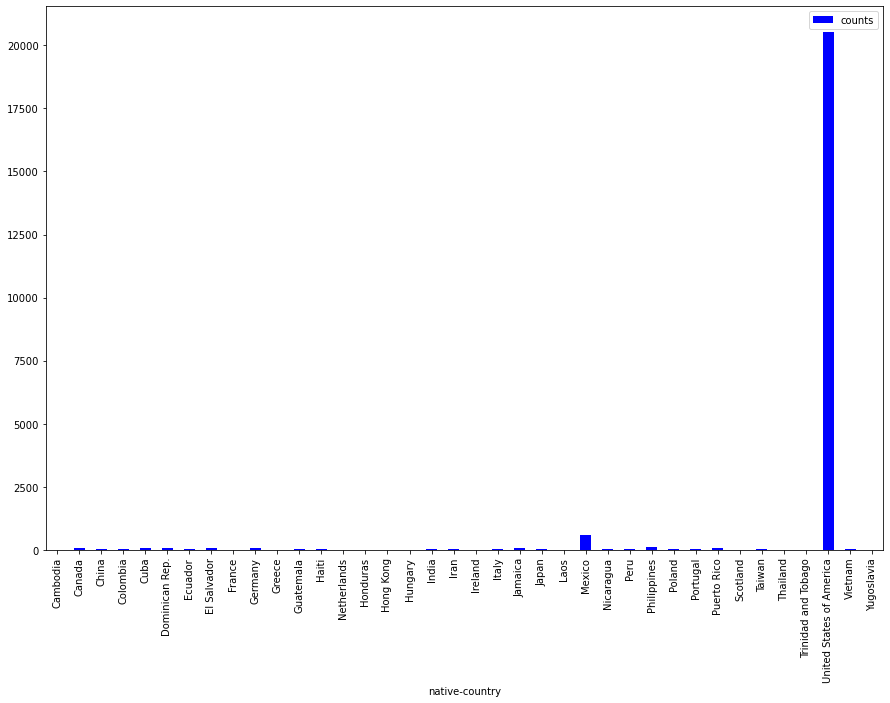 counts
20000
17500
15000
12500
10000
7500
5000
2500
0
Cambodia
Canada
China
Colombia
Cuba
Dominican Rep.
Ecuador
El Salvador
France
Germany
Greece
Guatemala
Haiti
Netherlands
Honduras
Hong Kong
Hungary
India
Iran
Ireland
Italy
Jamaica
Japan
Laos
Mexico
Nicaragua
Peru
Philippines
Poland
Portugal
Puerto Rico
Scotland
Taiwan
Thailand
Trinidad and Tobago
United States of America
Vietnam
Yugoslavia
native-country